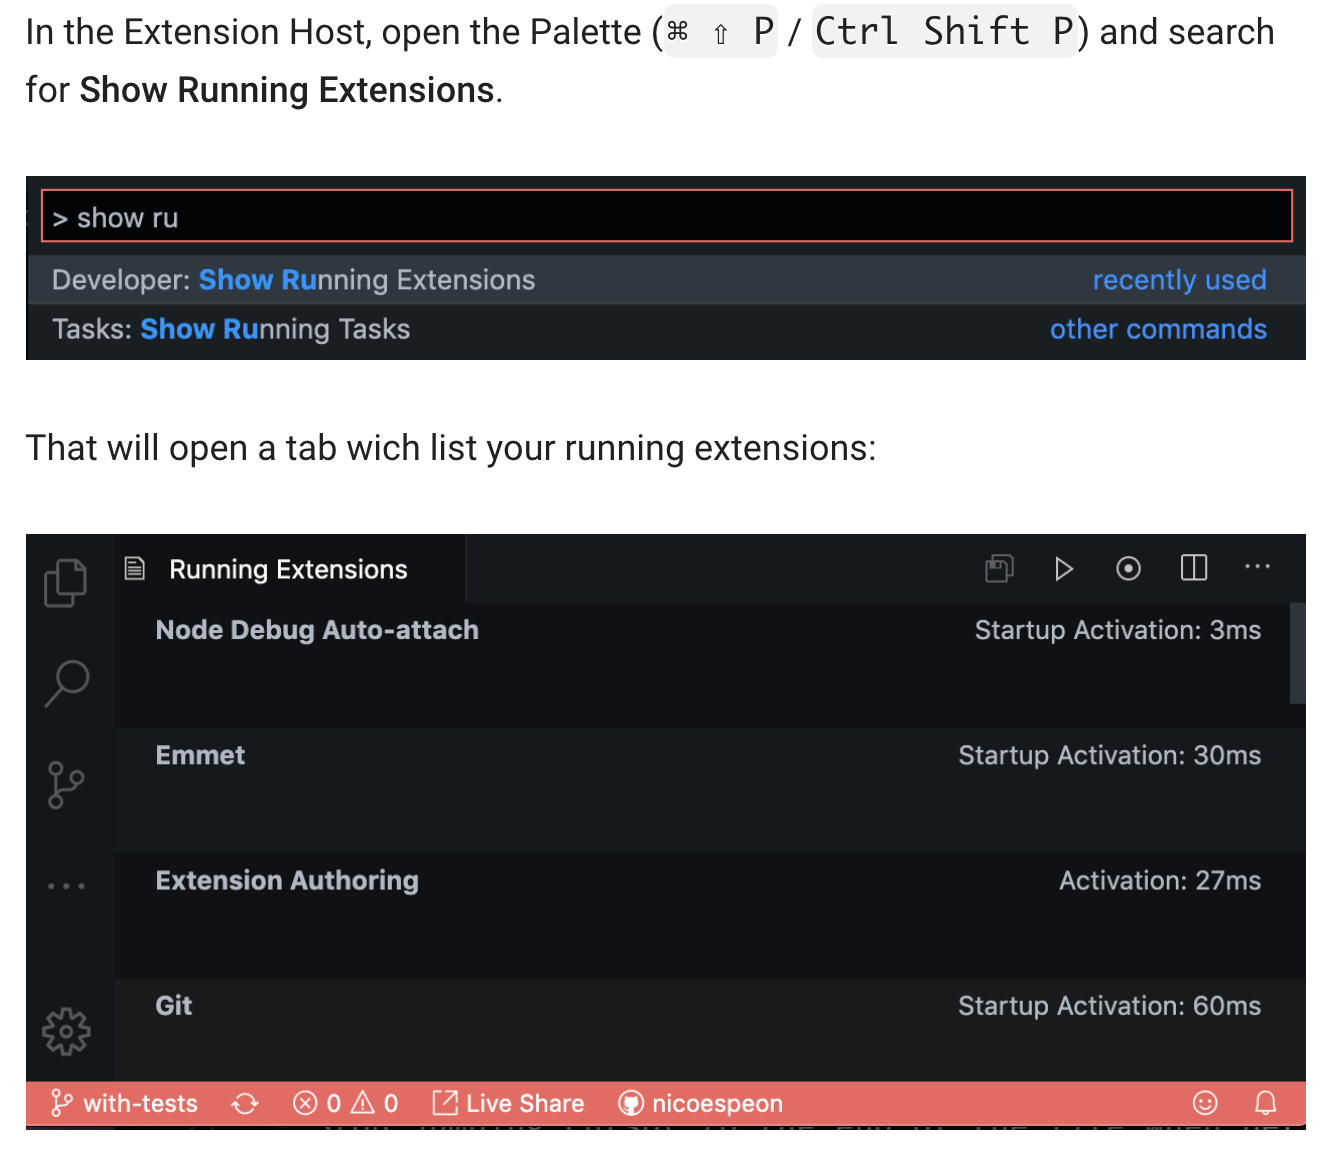 In the Extension Host, open the Palette (⌘ ⇧ P / Ctrl Shift P) and search
for Show Running Extensions.
> show ru
Developer: Show Running Extensions recently used
Tasks: Show Running Tasks other commands
That will open a tab wich list your running extensions:
Running Extensions
Node Debug Auto-attach Startup Activation: 3ms
Emmet Startup Activation: 30ms
Extension Authoring Activation: 27ms
Git Startup Activation: 60ms
with-tests 0 0 Live Share nicoespeon